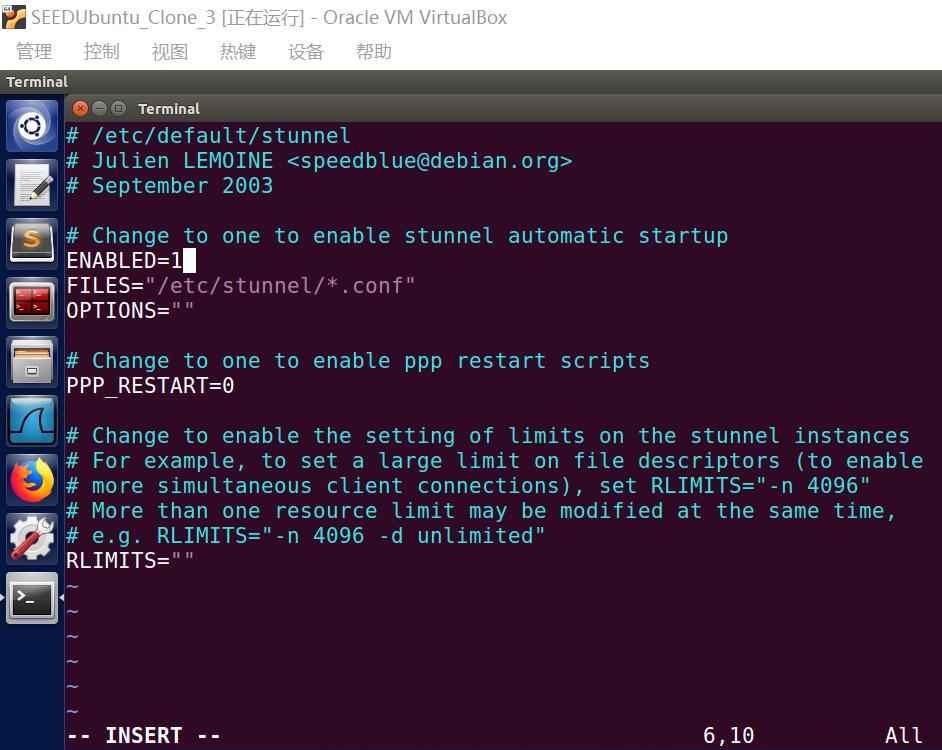 SEEDUbuntu_Clone_3 [正在运行] - Oracle VM VirtualBox
管理 控制 视图 热键 设备 帮助
Terminal
Terminal
# /etc/default/stunnel
# Julien LEMOINE <speedblue@debian.org>
# September 2003
# Change to one to enable stunnel automatic startup
ENABLED=1
FILES="/etc/stunnel/*.conf"
OPTIONS=""
# Change to one to enable ppp restart scripts
PPP_RESTART=0
# Change to enable the setting of limits on the stunnel instances
# For example, to set a large limit on file descriptors (to enable
# more simultaneous client connections), set RLIMITS="-n 4096"
# More than one resource limit may be modified at the same time,
# e.g. RLIMITS="-n 4096 -d unlimited"
RLIMITS=""
~
~
~
~
~
~
-- INSERT -- 6,10 All